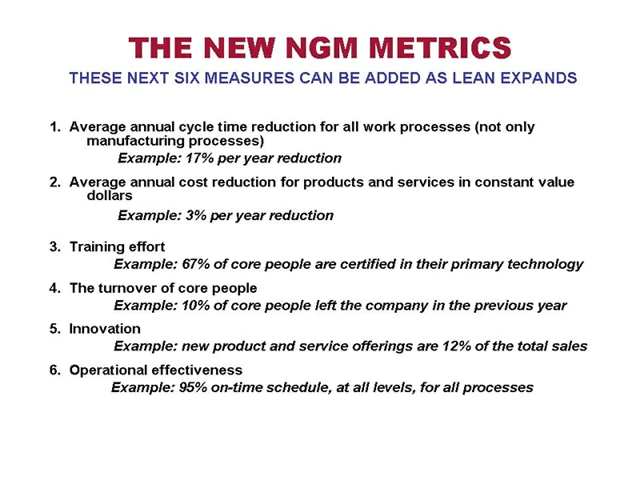 THE NEW NGM METRICS
THESE NEXT SIX MEASURES CAN BE ADDED AS LEAN EXPANDS
1. Average annual cycle time reduction for all work processes (not only
manufacturing processes)
Example: 17% per year reduction
2. Average annual cost reduction for products and services in constant value
dollars
Example: 3% per year reduction
3. Training effort
Example: 67% of core people are certified in their primary technology
4. The turnover of core people
Example: 10% of core people left the company in the previous year
5. Innovation
Example: new product and service offerings are 12% of the total sales
6. Operational effectiveness
Example: 95% on-time schedule, at all levels, for all processes